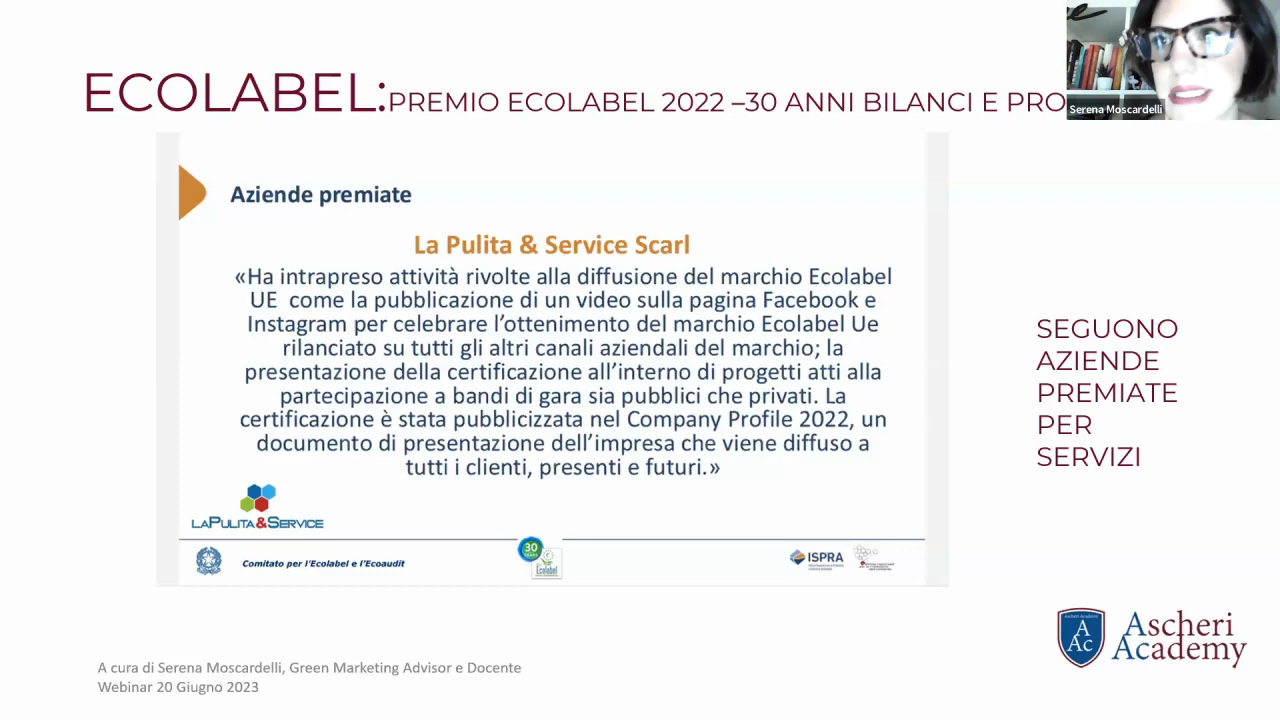 ECOLABEL:PREMIO ECOLABEL 2022 –30 ANNI BILANCI E PRO
Serena Moscardelli
Aziende premiate
La Pulita & Service Scarl
«Ha intrapreso attività rivolte alla diffusione del marchio Ecolabel
UE come la pubblicazione di un video sulla pagina Facebook e
Instagram per celebrare l’ottenimento del marchio Ecolabel Ue
rilanciato su tutti gli altri canali aziendali del marchio; la
presentazione della certificazione all’interno di progetti atti alla
partecipazione a bandi di gara sia pubblici che privati. La
certificazione è stata pubblicizzata nel Company Profile 2022, un
documento di presentazione dell’impresa che viene diffuso a
tutti i clienti, presenti e futuri.»
SEGUONO
AZIENDE
PREMIATE
PER
SERVIZI
LAPULITA&SERVICE
Comitato per l’Ecolabel e l’Ecoaudit
30
Ecolabel
ISPRA
Ascheri Academy
A
Ac
Ascheri
Academy
A cura di Serena Moscardelli, Green Marketing Advisor e Docente
Webinar 20 Giugno 2023